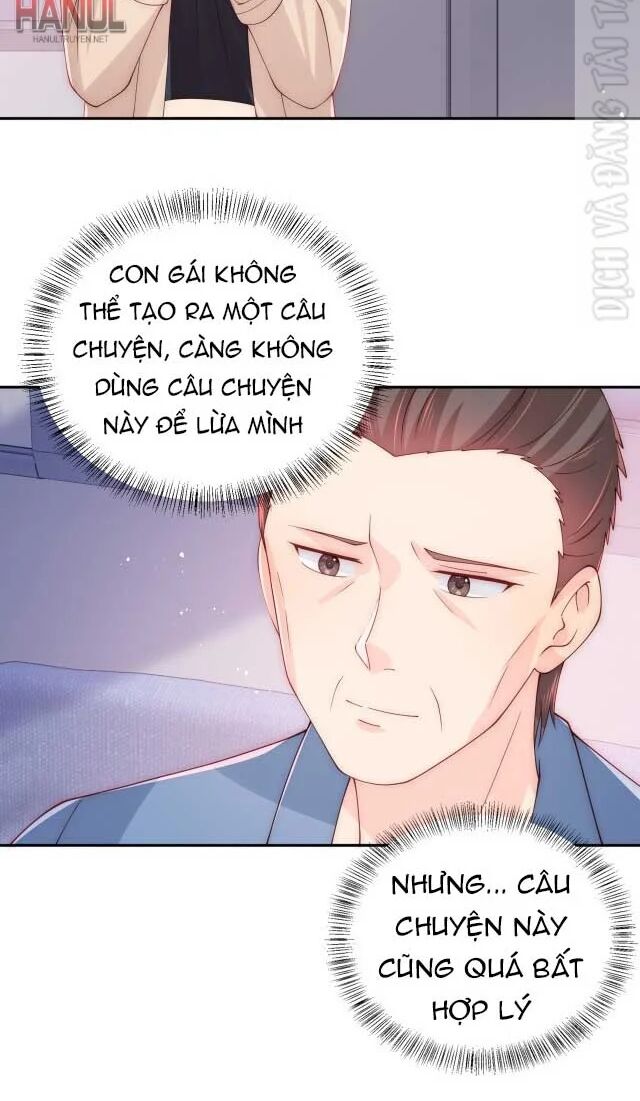 HANUL
HANULTRUYEN.NET
DỊCH VÀ ĐĂNG TẢI TẠ
CON GÁI KHÔNG
THỂ TẠO RA MỘT CÂU
CHUYỆN, CÀNG KHÔNG
DÙNG CÂU CHUYỆN
NÀY ĐỂ LỪA MÌNH
NHƯNG... CÂU
CHUYỆN NÀY
CŨNG QUÁ BẤT
HỢP LÝ